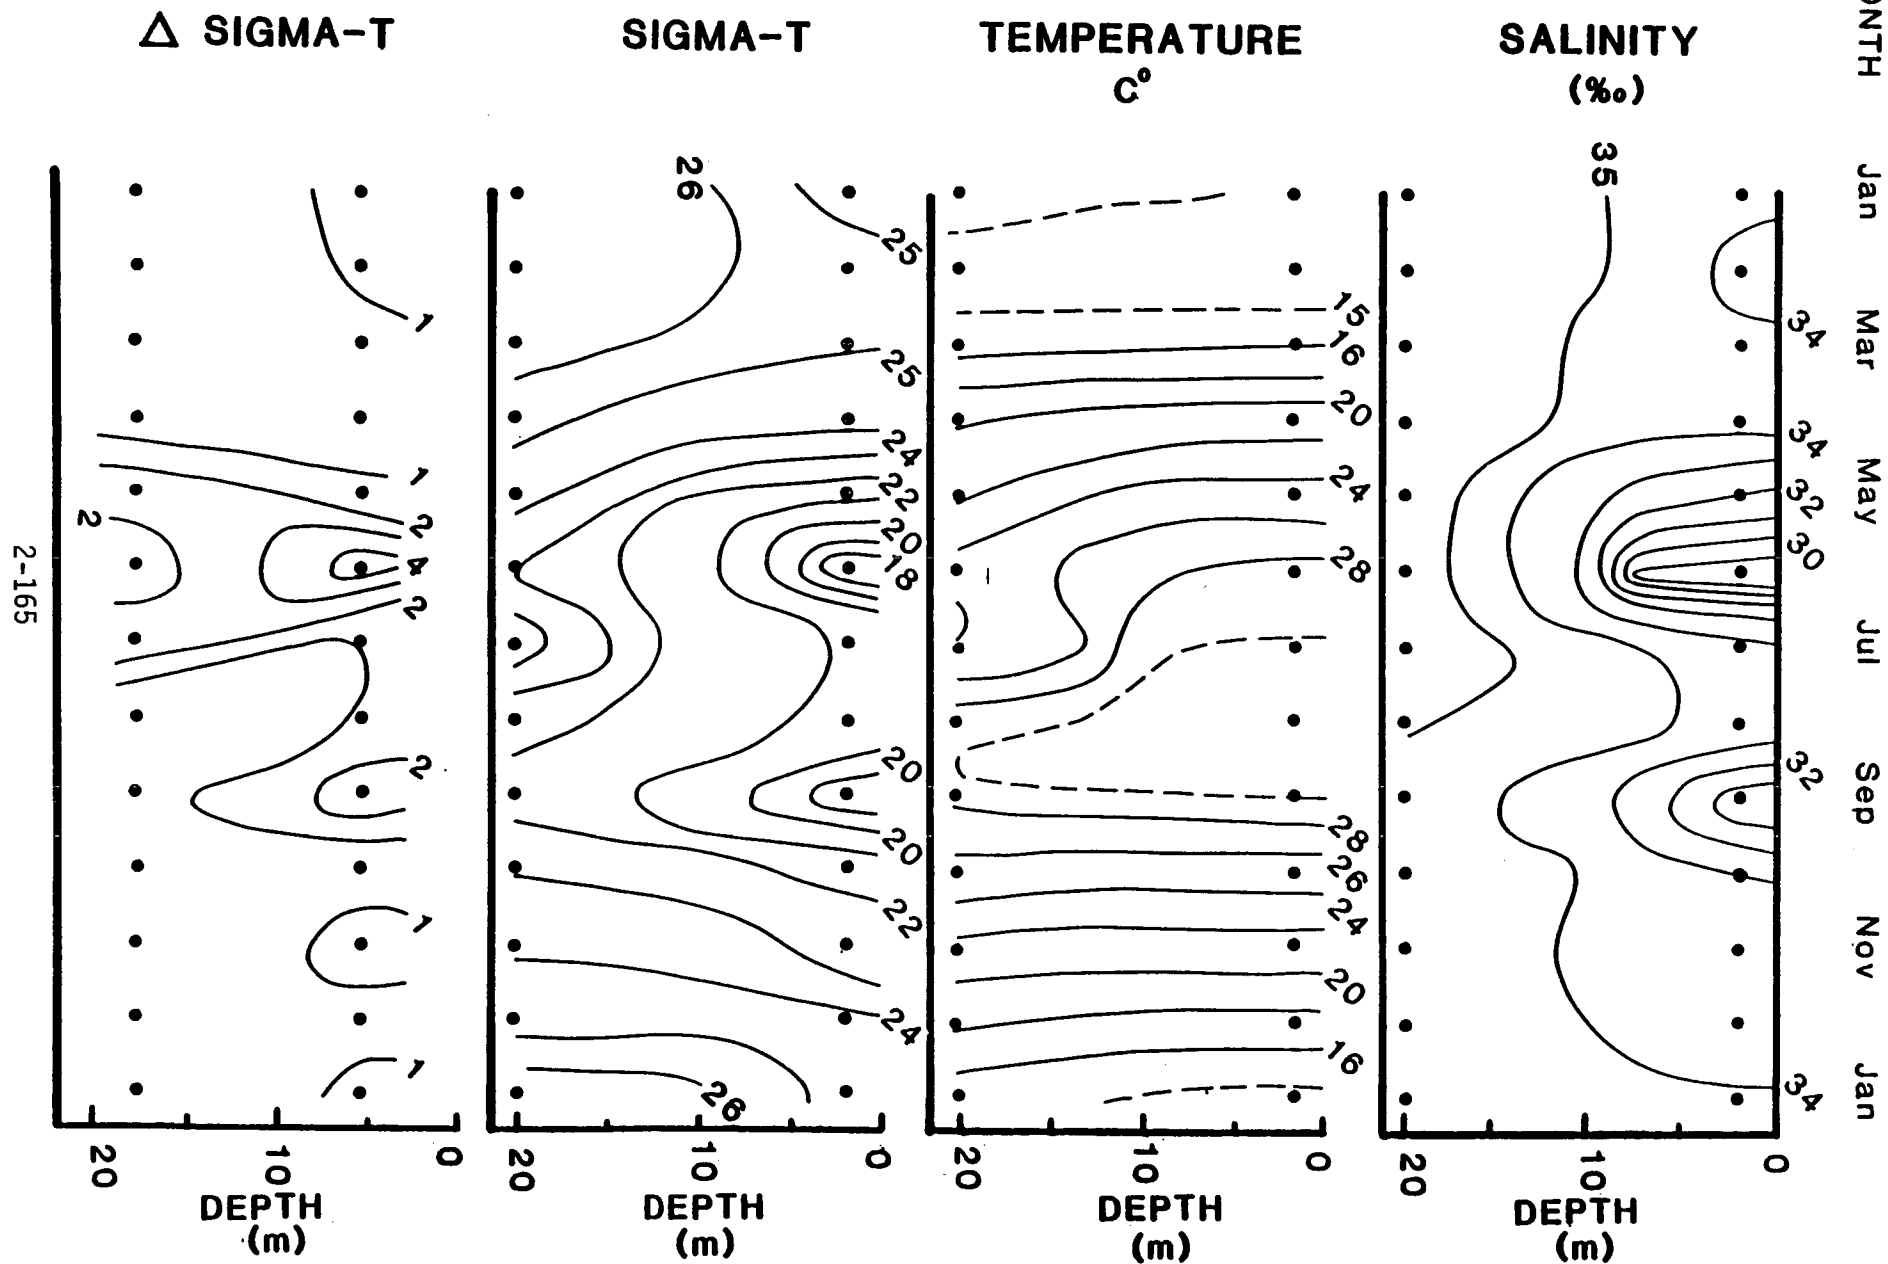 Δ SIGMA-T
SIGMA-T
TEMPERATURE
C°
SALINITY
(‰)
ONTH
Jan
Mar
May
Jul
Sep
Nov
Jan
1
1
2
2
4
2
2
1
1
20
10
0
DEPTH
(m)
26
25
25
24
22
20
18
20
20
22
24
26
20
10
0
DEPTH
(m)
15
16
20
24
28
28
26
24
20
16
20
10
0
DEPTH
(m)
35
34
34
32
30
32
34
20
10
0
DEPTH
(m)
2-165